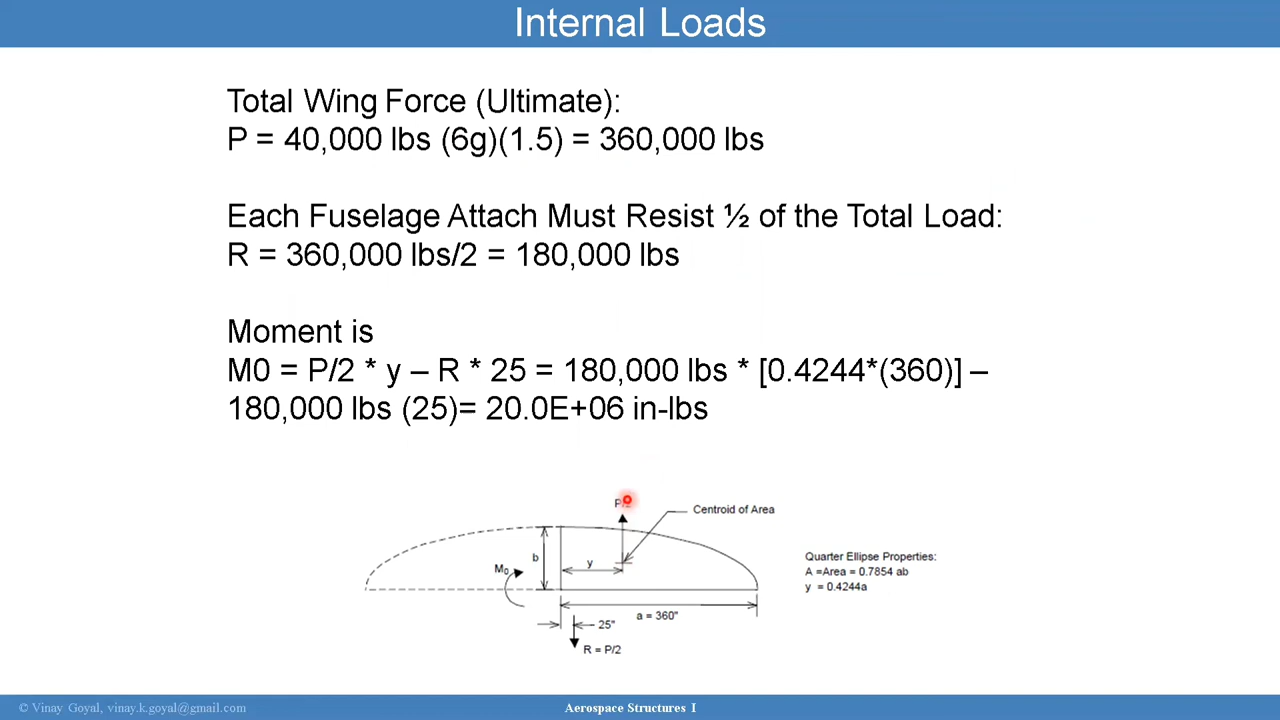 Internal Loads
Total Wing Force (Ultimate):
P = 40,000 lbs (6g)(1.5) = 360,000 lbs
Each Fuselage Attach Must Resist ½ of the Total Load:
R = 360,000 lbs/2 = 180,000 lbs
Moment is
M0 = P/2 * y – R * 25 = 180,000 lbs * [0.4244*(360)] –
180,000 lbs (25)= 20.0E+06 in-lbs
Centroid of Area
b
y
M₀
Quarter Ellipse Properties:
A =Area = 0.7854 ab
y = 0.4244a
a = 360"
25"
R = P/2
© Vinay Goyal, vinay.k.goyal@gmail.com
Aerospace Structures I